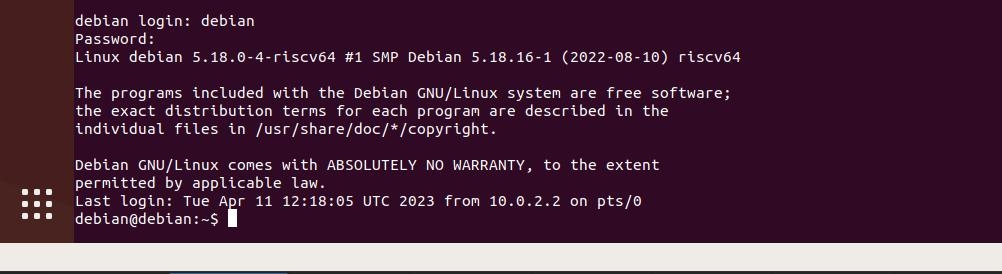 debian login: debian
Password:
Linux debian 5.18.0-4-riscv64 #1 SMP Debian 5.18.16-1 (2022-08-10) riscv64
The programs included with the Debian GNU/Linux system are free software;
the exact distribution terms for each program are described in the
individual files in /usr/share/doc/*/copyright.
Debian GNU/Linux comes with ABSOLUTELY NO WARRANTY, to the extent
permitted by applicable law.
Last login: Tue Apr 11 12:18:05 UTC 2023 from 10.0.2.2 on pts/0
debian@debian:~$